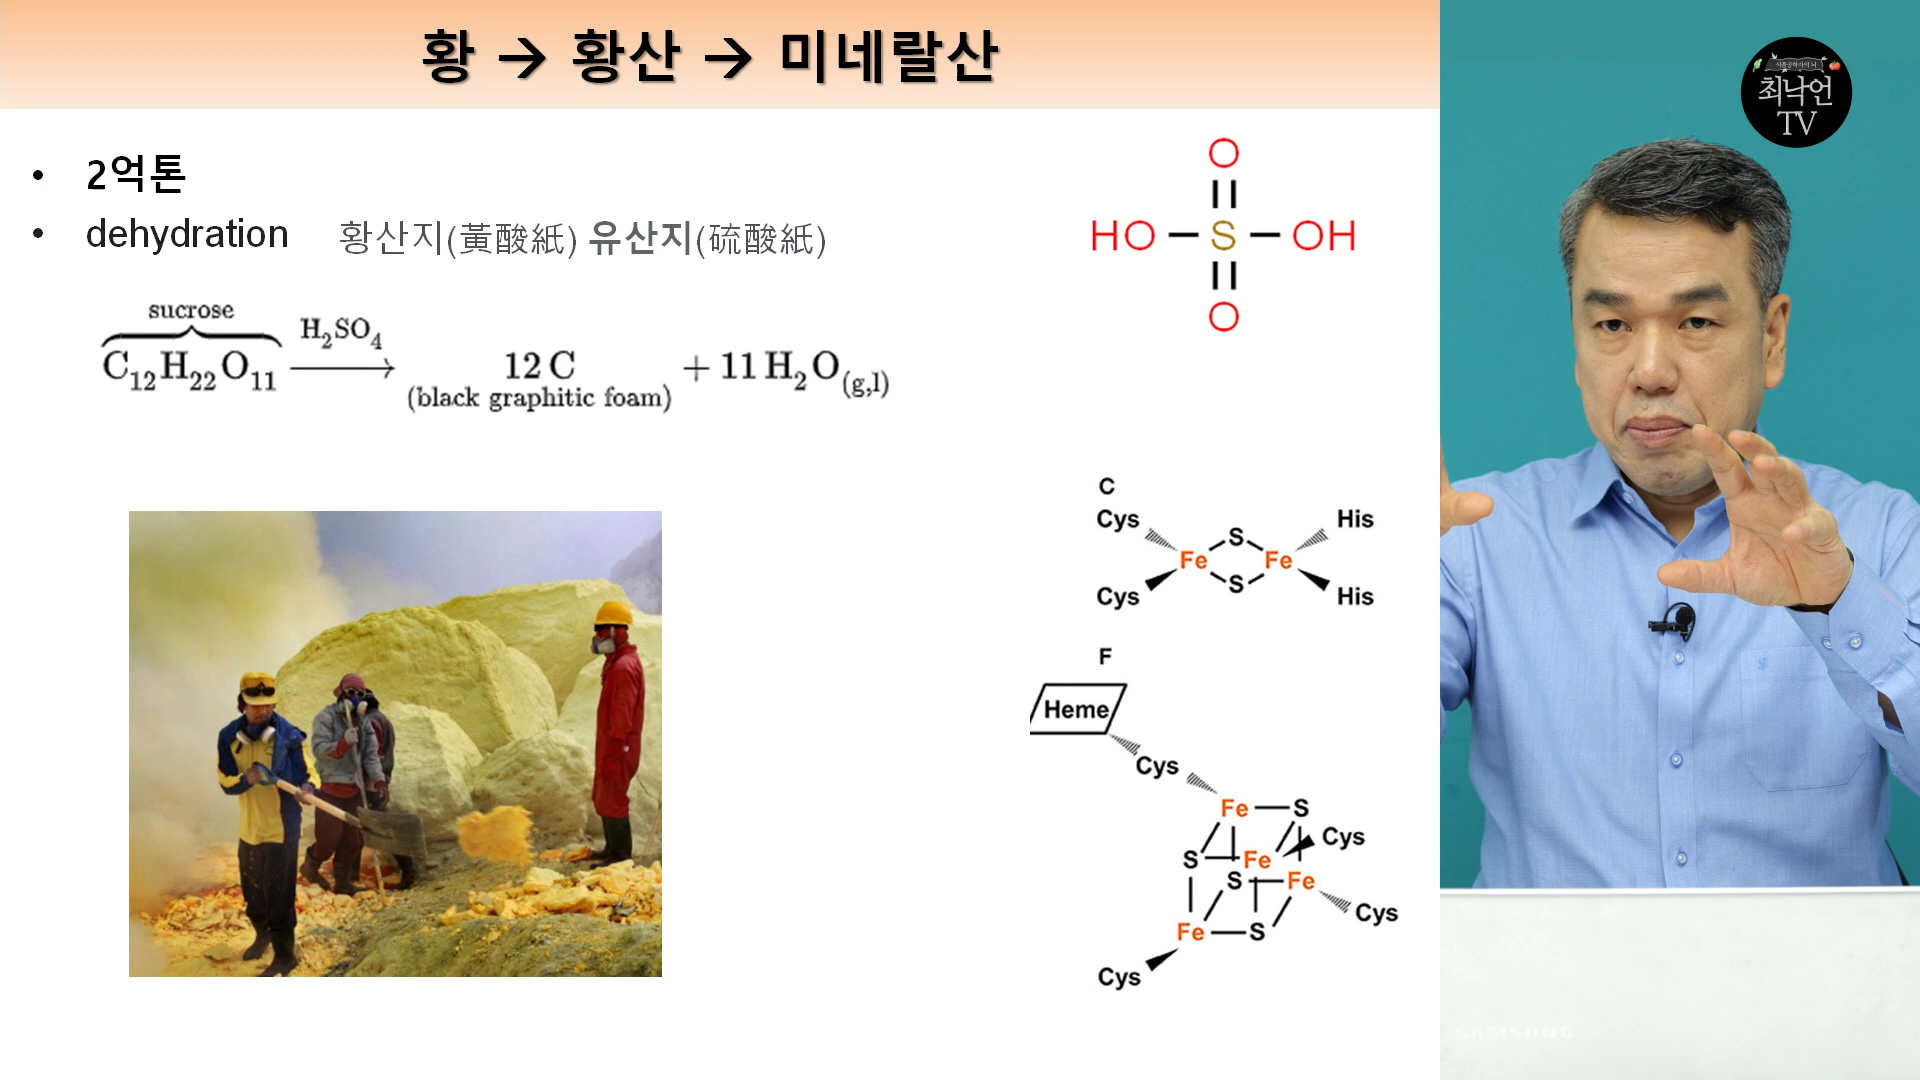 황 → 황산 → 미네랄산
• 2억톤
• dehydration 황산지(黃酸紙) 유산지(硫酸紙)
sucrose
C12H22O11 H2SO4 → 12 C + 11 H2O(g,l)
(black graphitic foam)
O
HO S OH
O
C
Cys S His
Fe Fe
Cys S His
F
Heme
Cys
Fe S
Cys
S Fe
S Fe
Cys
Fe S
Cys
최낙언
TV
SAMSUNG